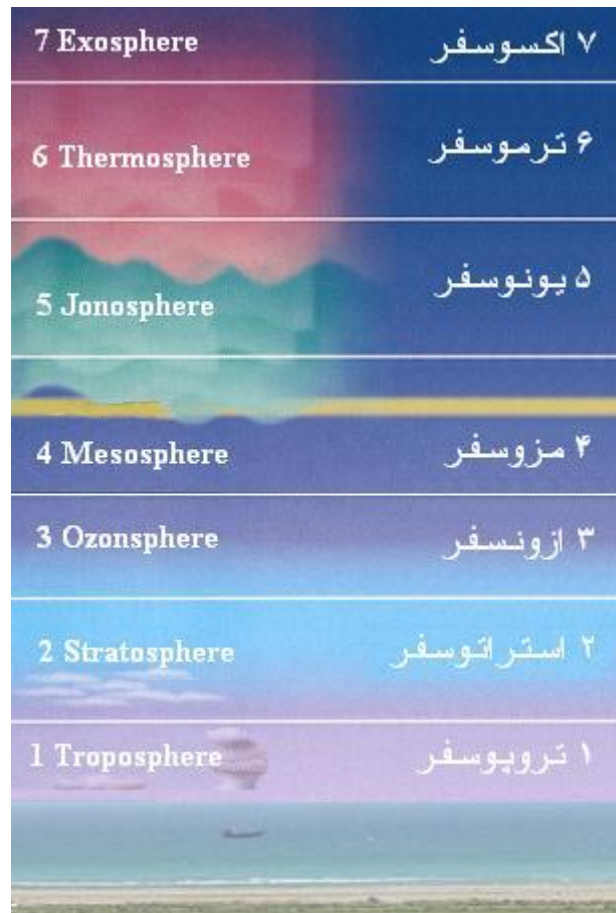 7 Exosphere ۷ اکسوسفر
6 Thermosphere ۶ ترموسفر
5 Jonosphere ۵ یونوسفر
4 Mesosphere ۴ مزوسفر
3 Ozonsphere ۳ ازونسفر
2 Stratosphere ۲ استراتوسفر
1 Troposphere ۱ تروپوسفر